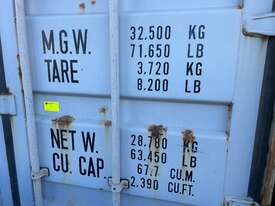 M.G.W. 32.500 KG
71.650 LB
TARE 3.720 KG
8.200 LB
NET W. 28.780 KG
63.450 LB
CU. CAP. 67.7 CU.M.
2.390 CU.FT.